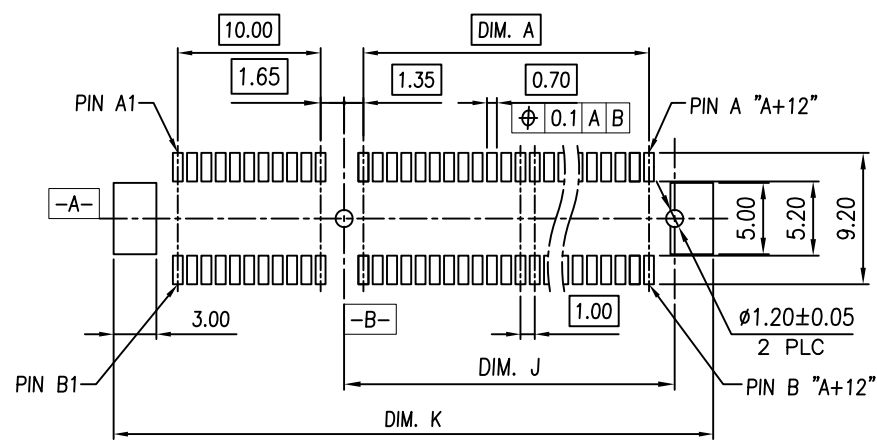 10.00
DIM. A
1.65
1.35
0.70
PIN A1
⌖ 0.1 A B
PIN A "A+12"
-A-
5.00
5.20
9.20
3.00
-B-
1.00
ø1.20±0.05
2 PLC
PIN B1
DIM. J
PIN B "A+12"
DIM. K